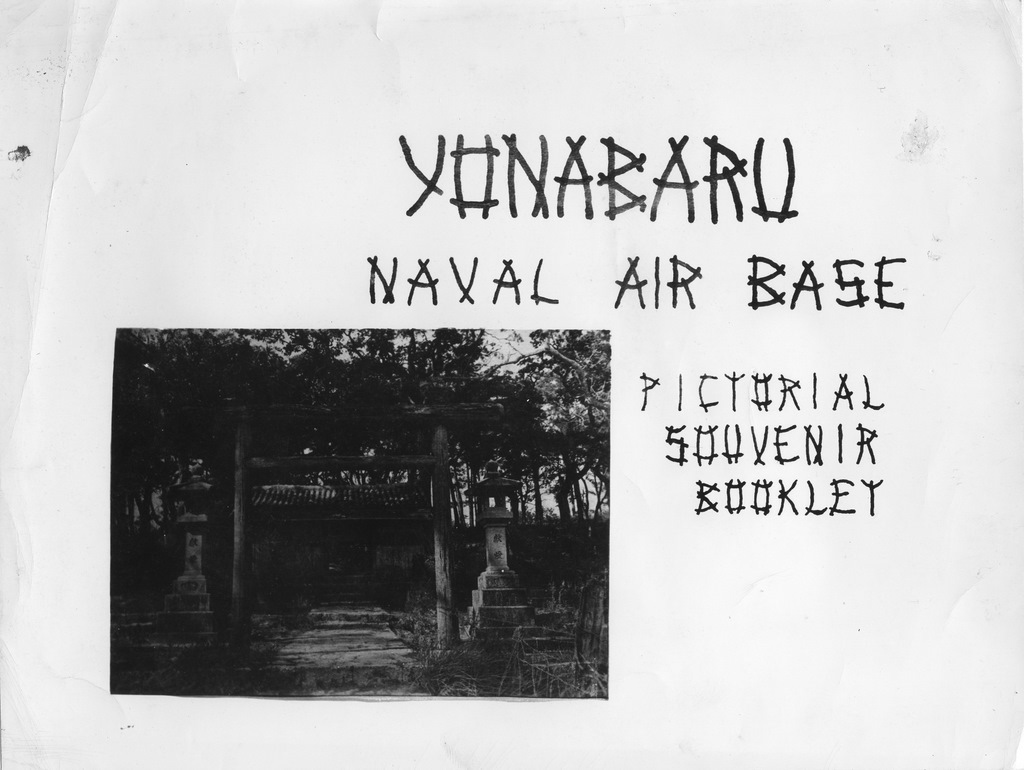 YONABARU
NAVAL AIR BASE
PICTORIAL
SOUVENIR
BOOKLET